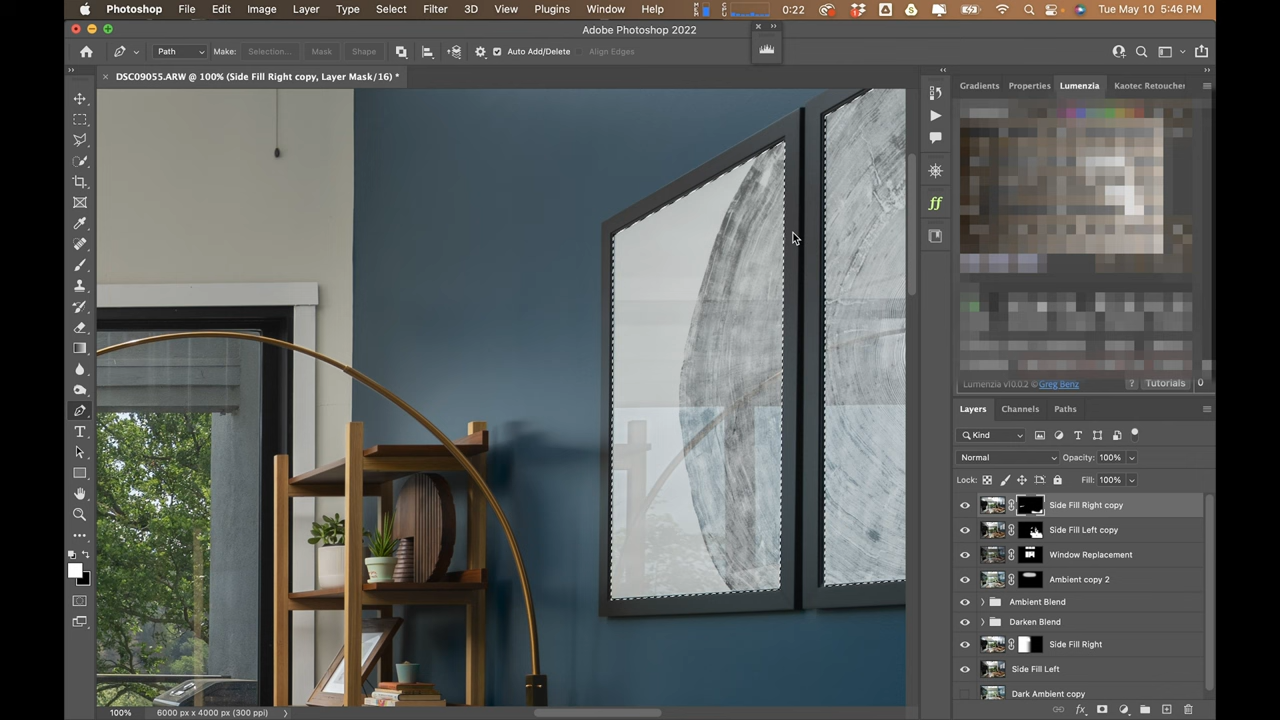 Photoshop File Edit Image Layer Type Select Filter 3D View Plugins Window Help 0:22 Tue May 10 5:46 PM
Adobe Photoshop 2022
Path Make: Selection... Mask Shape Auto Add/Delete Align Edges
DSC09055.ARW @ 100% (Side Fill Right copy, Layer Mask/16) *
Gradients Properties Lumenzia Kaotec Retoucher
Lumenzia v10.0.2 © Greg Benz ? Tutorials 0
Layers Channels Paths
Kind
Normal Opacity: 100%
Lock: Fill: 100%
Side Fill Right copy
Side Fill Left copy
Window Replacement
Ambient copy 2
Ambient Blend
Darken Blend
Side Fill Right
Side Fill Left
Dark Ambient copy
100% 6000 px x 4000 px (300 ppi)